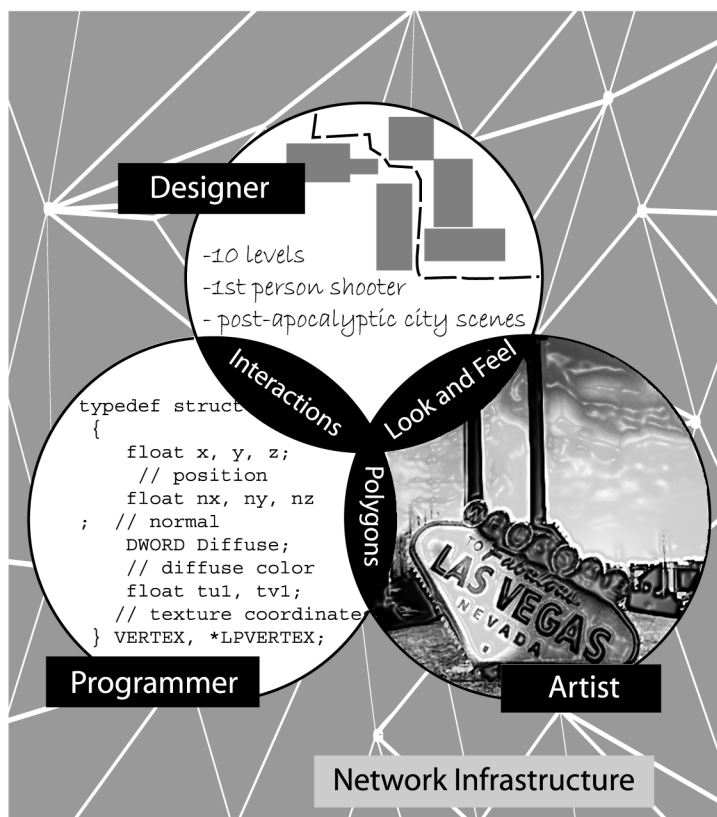 Designer
-10 levels
-1st person shooter
- post-apocalyptic city scenes
Interactions
Look and Feel
Polygons
typedef struct
{
float x, y, z;
// position
float nx, ny, nz
; // normal
DWORD Diffuse;
// diffuse color
float tu1, tv1;
// texture coordinates
} VERTEX, *LPVERTEX;
WELCOME
TO Fabulous
LAS VEGAS
NEVADA
Programmer
Artist
Network Infrastructure